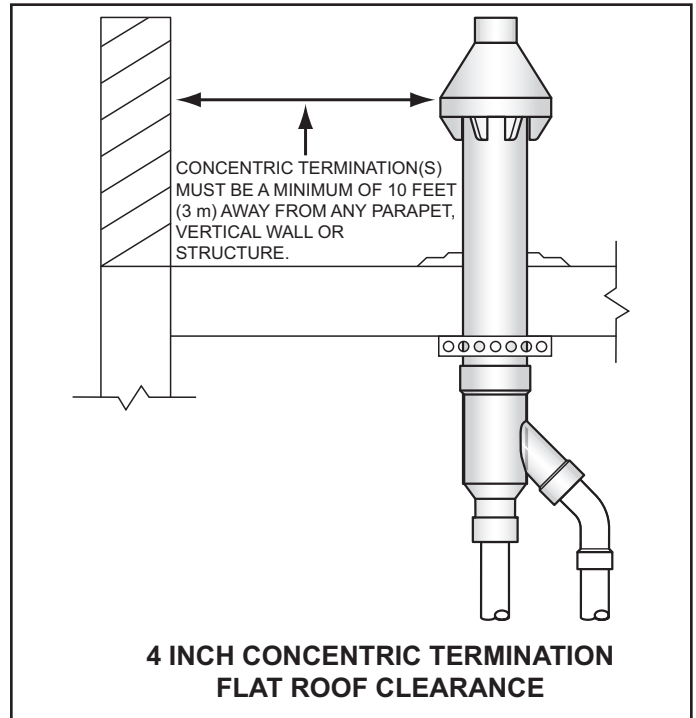 CONCENTRIC TERMINATION(S)
MUST BE A MINIMUM OF 10 FEET
(3 m) AWAY FROM ANY PARAPET,
VERTICAL WALL OR
STRUCTURE.
4 INCH CONCENTRIC TERMINATION
FLAT ROOF CLEARANCE